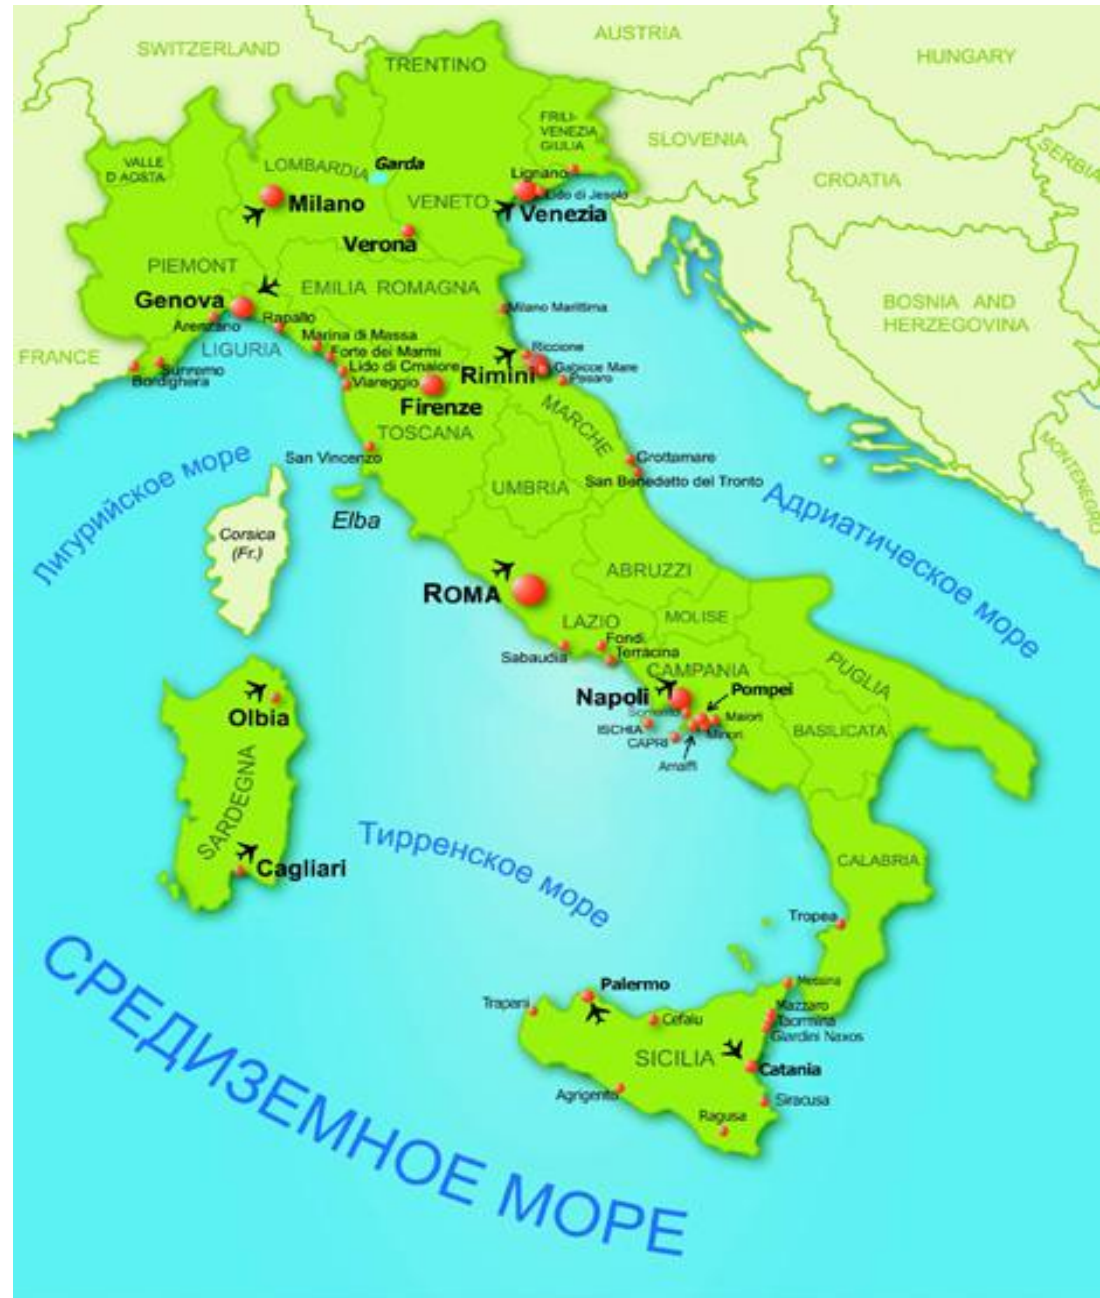 SWITZERLAND
AUSTRIA
HUNGARY
TRENTINO
FRILI-
VENEZIA
GIULIA
SLOVENIA
SERBIA
VALLE
D AOSTA
LOMBARDIA
Garda
Lignano
CROATIA
Lido di Jesolo
Milano
VENETO
Venezia
Verona
PIEMONT
EMILIA ROMAGNA
Genova
BOSNIA AND
HERZEGOVINA
Milano Marittima
Arenzano
Rapallo
Marina di Massa
LIGURIA
FRANCE
Forte dei Marmi
Riccione
Sunremo
Lido di Cmaiore
Gabicce Mare
Bordighera
Viareggio
Rimini
Pesaro
Firenze
MARCHE
TOSCANA
MONTENEGRO
San Vincenzo
Grottamare
Лигурийское море
UMBRIA
San Benedetto del Tronto
Адриатическое море
Elba
Corsica
(Fr.)
ABRUZZI
ROMA
LAZIO
MOLISE
Fondi
Sabaudia
Terracina
CAMPANIA
PUGLIA
Napoli
Pompei
Olbia
Sorrento
Maiori
ISCHIA
Minori
BASILICATA
CAPRI
Amalfi
SARDEGNA
Тирренское море
Cagliari
CALABRIA
Tropea
СРЕДИЗЕМНОЕ МОРЕ
Palermo
Messina
Trapani
Mazzaro
Cefalu
Taormina
Giardini Naxos
SICILIA
Catania
Agrigento
Siracusa
Ragusa